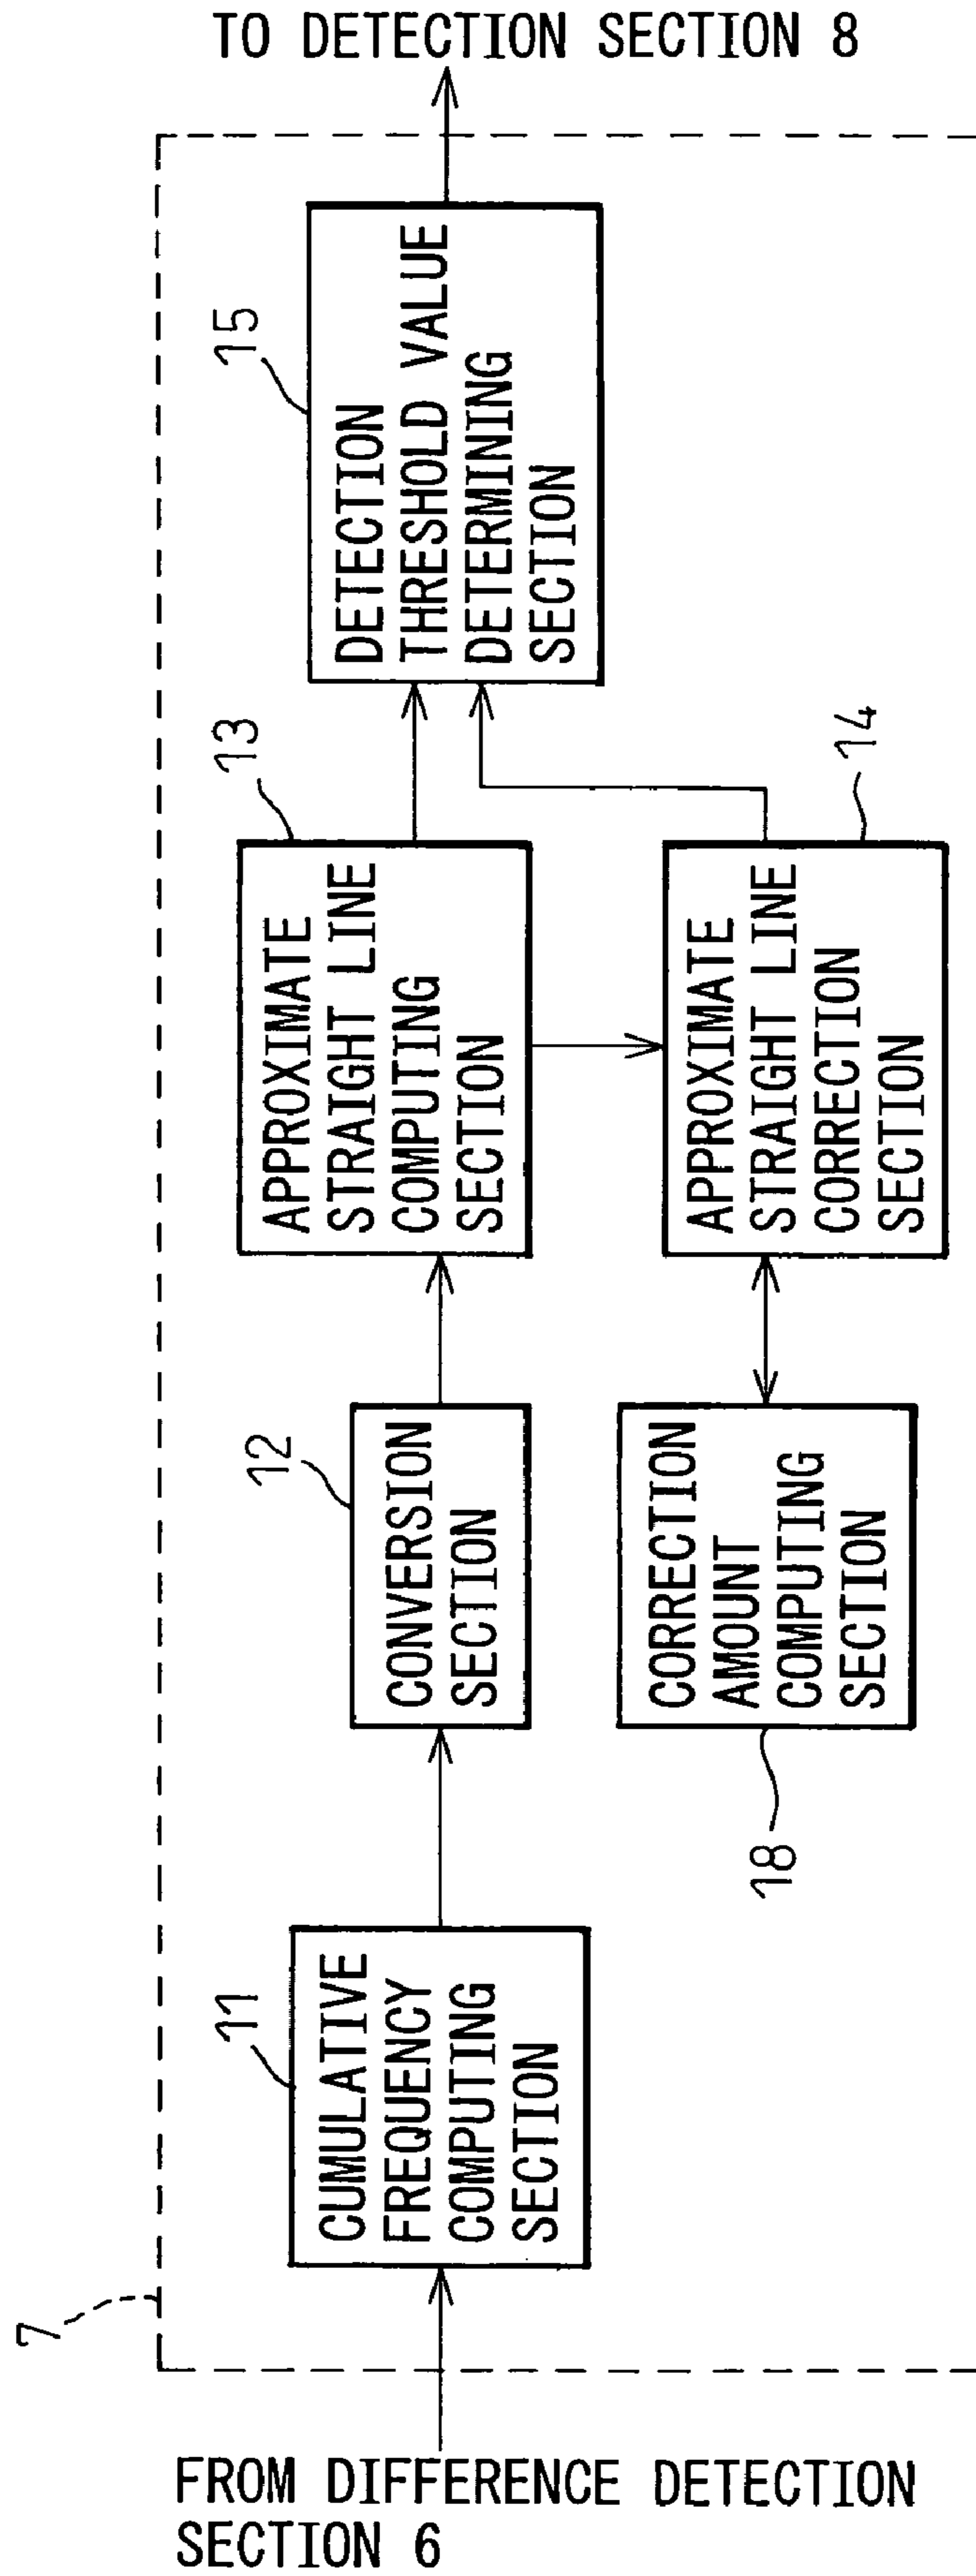 TO DETECTION SECTION 8
15
DETECTION
THRESHOLD VALUE
DETERMINING
SECTION
13
APPROXIMATE
STRAIGHT LINE
COMPUTING
SECTION
14
APPROXIMATE
STRAIGHT LINE
CORRECTION
SECTION
12
CONVERSION
SECTION
CORRECTION
AMOUNT
COMPUTING
SECTION
18
11
CUMULATIVE
FREQUENCY
COMPUTING
SECTION
7
FROM DIFFERENCE DETECTION
SECTION 6